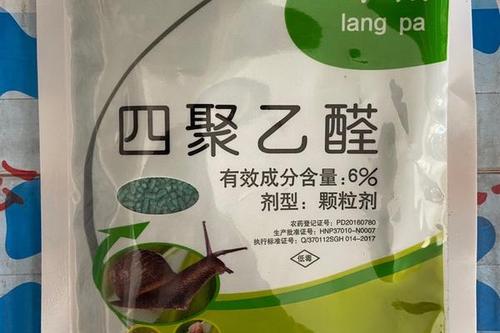 lang pa
四聚乙醛
有效成分含量:6%
剂型: 颗粒剂
农药登记证号: PD20160780
生产批准证号: HNP37010-N0007
执行标准证号: Q/370112SGH 014-2017
低毒